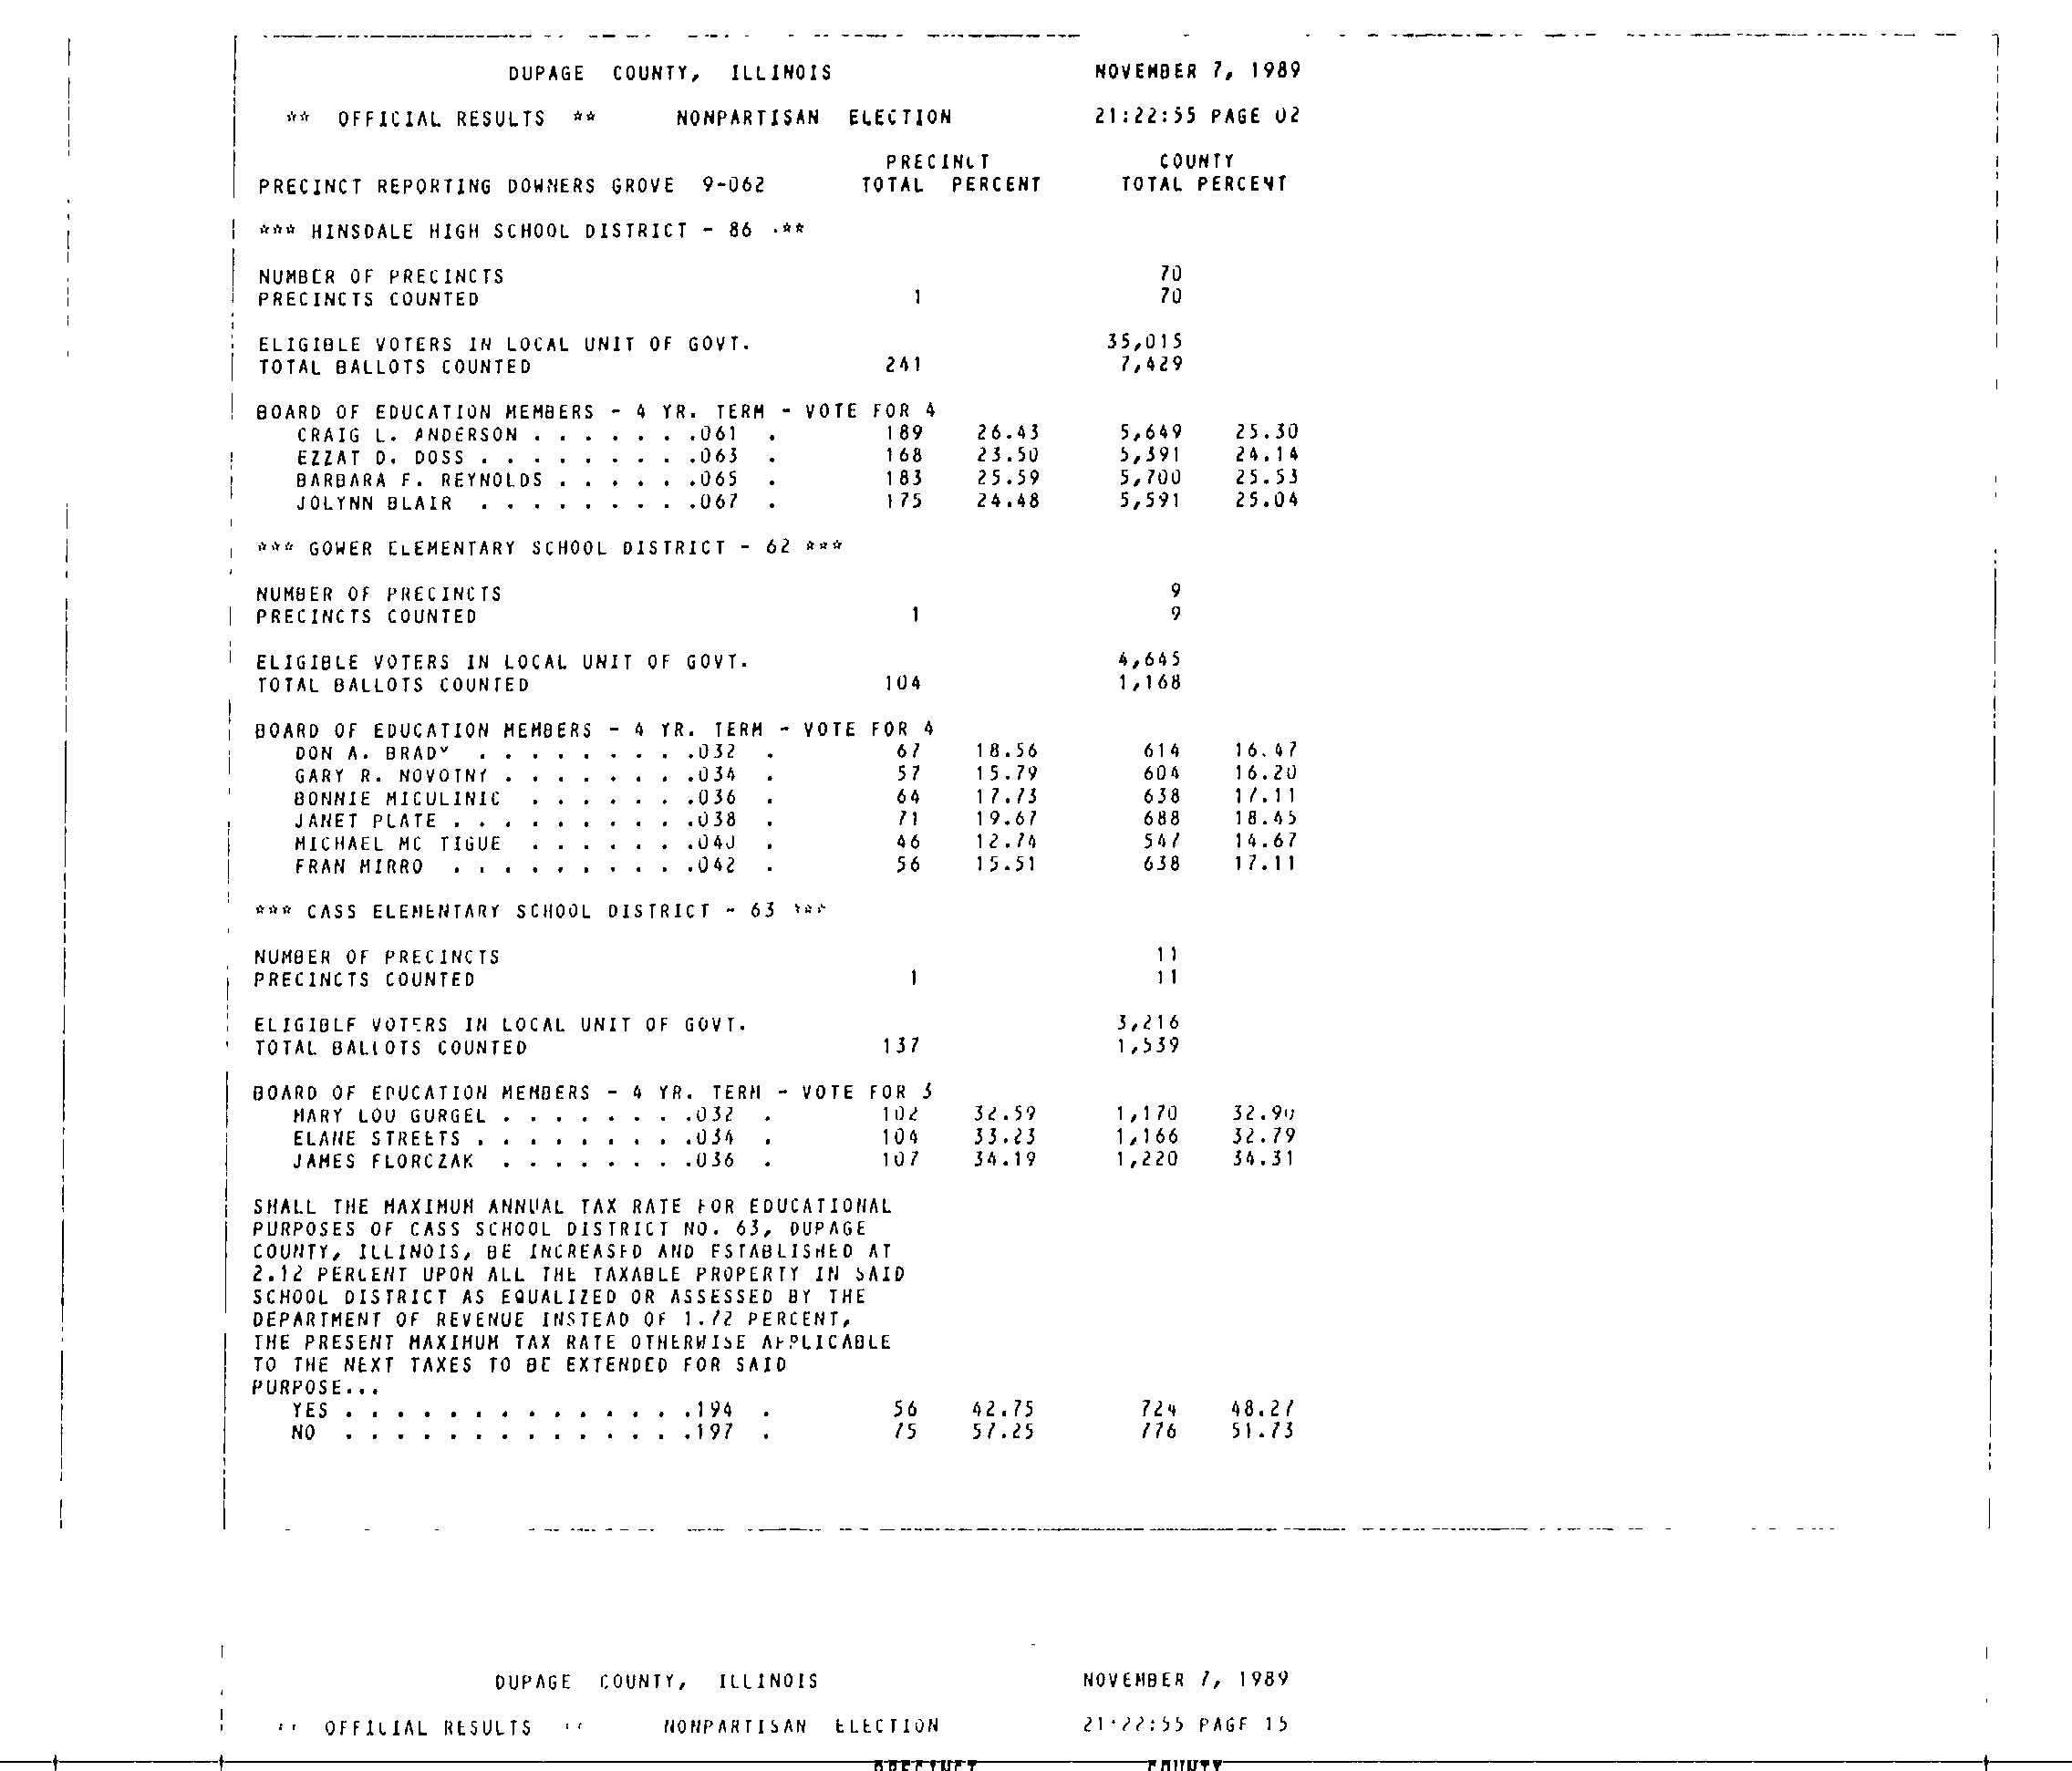 DUPAGE COUNTY, ILLINOIS NOVEMBER 7, 1989
** OFFICIAL RESULTS ** NONPARTISAN ELECTION 21:22:55 PAGE 02
PRECINCT COUNTY
PRECINCT REPORTING DOWNERS GROVE 9-062 TOTAL PERCENT TOTAL PERCENT
*** HINSDALE HIGH SCHOOL DISTRICT - 86 ***
NUMBER OF PRECINCTS 70
PRECINCTS COUNTED 1 70
ELIGIBLE VOTERS IN LOCAL UNIT OF GOVT. 35,015
TOTAL BALLOTS COUNTED 241 7,429
BOARD OF EDUCATION MEMBERS - 4 YR. TERM - VOTE FOR 4
CRAIG L. ANDERSON . . . . . . .061 . 189 26.43 5,649 25.30
EZZAT D. DOSS . . . . . . . . .063 . 168 23.50 5,391 24.14
BARBARA F. REYNOLDS . . . . . .065 . 183 25.59 5,700 25.53
JOLYNN BLAIR . . . . . . . . .067 . 175 24.48 5,591 25.04
*** GOWER ELEMENTARY SCHOOL DISTRICT - 62 ***
NUMBER OF PRECINCTS 9
PRECINCTS COUNTED 1 9
ELIGIBLE VOTERS IN LOCAL UNIT OF GOVT. 4,645
TOTAL BALLOTS COUNTED 104 1,168
BOARD OF EDUCATION MEMBERS - 4 YR. TERM - VOTE FOR 4
DON A. BRADY . . . . . . . . .032 . 67 18.56 614 16.47
GARY R. NOVOTNY . . . . . . . .034 . 57 15.79 604 16.20
BONNIE MICULINIC . . . . . . .036 . 64 17.73 638 17.11
JANET PLATE . . . . . . . . . .038 . 71 19.67 688 18.45
MICHAEL MC TIGUE . . . . . . .040 . 46 12.74 547 14.67
FRAN MIRRO . . . . . . . . . .042 . 56 15.51 638 17.11
*** CASS ELEMENTARY SCHOOL DISTRICT - 63 ***
NUMBER OF PRECINCTS 11
PRECINCTS COUNTED 1 11
ELIGIBLE VOTERS IN LOCAL UNIT OF GOVT. 3,216
TOTAL BALLOTS COUNTED 137 1,539
BOARD OF EDUCATION MEMBERS - 4 YR. TERM - VOTE FOR 3
MARY LOU GURGEL . . . . . . . .032 . 102 32.59 1,170 32.90
ELANE STREETS . . . . . . . . .034 . 104 33.23 1,166 32.79
JAMES FLORCZAK . . . . . . . .036 . 107 34.19 1,220 34.31
SHALL THE MAXIMUM ANNUAL TAX RATE FOR EDUCATIONAL
PURPOSES OF CASS SCHOOL DISTRICT NO. 63, DUPAGE
COUNTY, ILLINOIS, BE INCREASED AND ESTABLISHED AT
2.12 PERCENT UPON ALL THE TAXABLE PROPERTY IN SAID
SCHOOL DISTRICT AS EQUALIZED OR ASSESSED BY THE
DEPARTMENT OF REVENUE INSTEAD OF 1.72 PERCENT,
THE PRESENT MAXIMUM TAX RATE OTHERWISE APPLICABLE
TO THE NEXT TAXES TO BE EXTENDED FOR SAID
PURPOSE...
YES . . . . . . . . . . . . . .194 . 56 42.75 724 48.27
NO . . . . . . . . . . . . . .197 . 75 57.25 776 51.73
DUPAGE COUNTY, ILLINOIS NOVEMBER 7, 1989
** OFFICIAL RESULTS ** NONPARTISAN ELECTION 21:22:55 PAGE 15
PRECINCT COUNTY